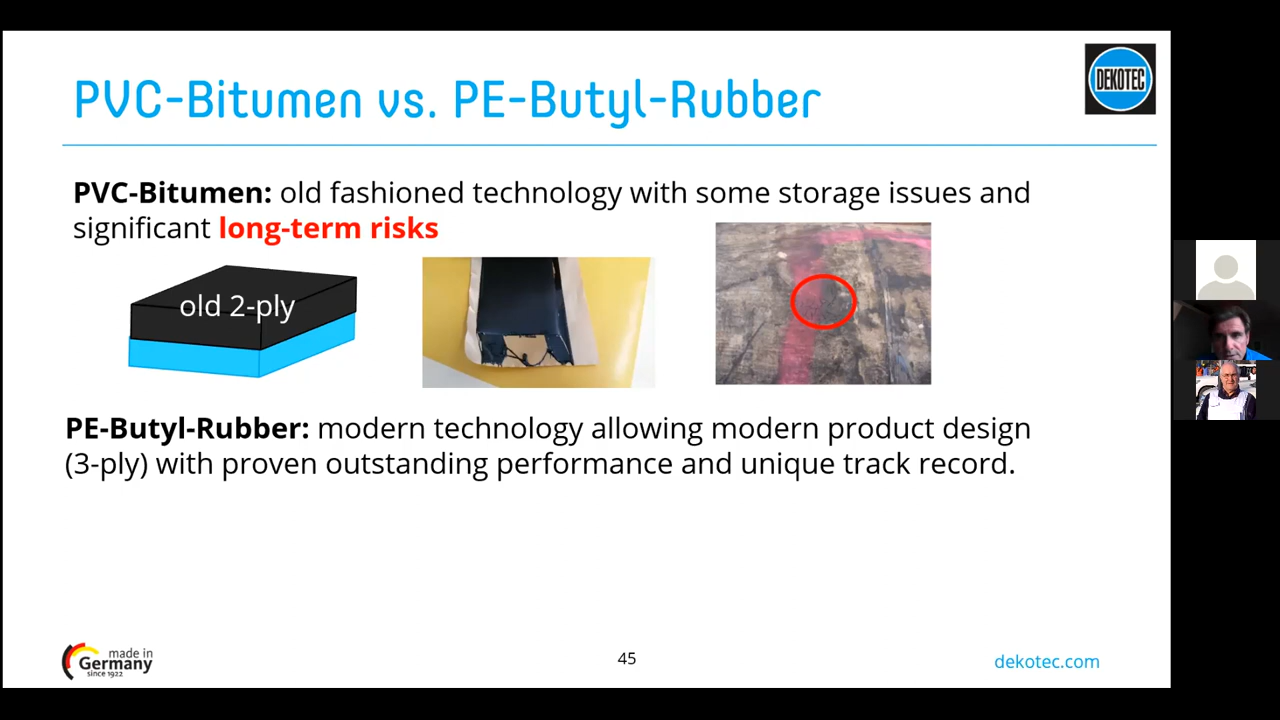 PVC-Bitumen vs. PE-Butyl-Rubber
DEKOTEC
PVC-Bitumen: old fashioned technology with some storage issues and
significant long-term risks
old 2-ply
PE-Butyl-Rubber: modern technology allowing modern product design
(3-ply) with proven outstanding performance and unique track record.
made in
Germany
since 1922
45
dekotec.com